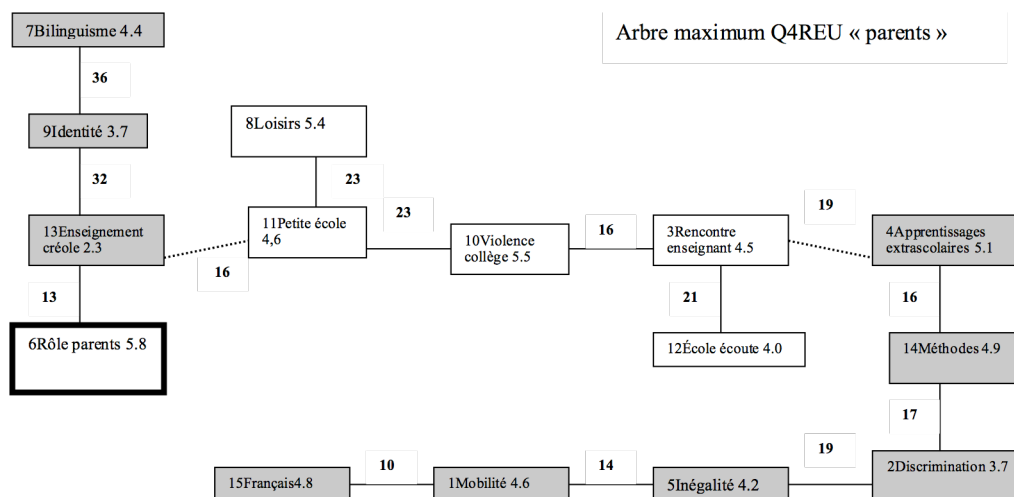 7Bilinguisme 4.4
Arbre maximum Q4REU « parents »
36
9Identité 3.7
8Loisirs 5.4
32
23
13Enseignement
créole 2.3
11Petite école
4,6
23
10Violence
collège 5.5
16
3Rencontre
enseignant 4.5
19
4Apprentissages
extrascolaires 5.1
16
13
21
16
6Rôle parents 5.8
12École écoute 4.0
14Méthodes 4.9
17
15Français4.8
10
1Mobilité 4.6
14
5Inégalité 4.2
19
2Discrimination 3.7